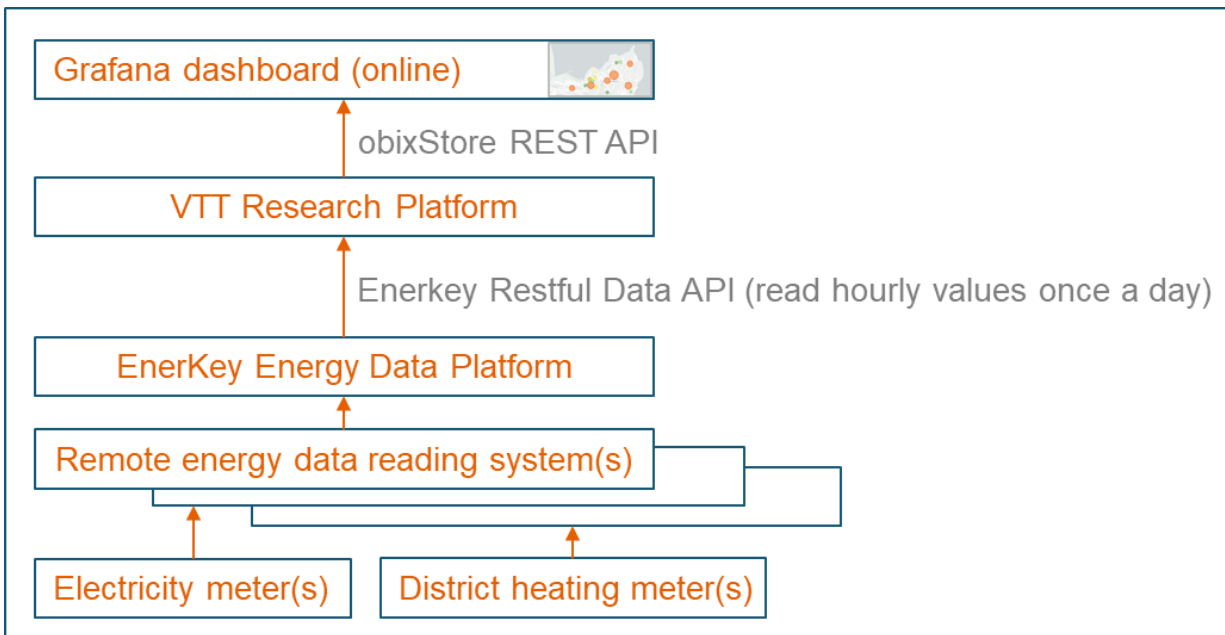 Grafana dashboard (online)
obixStore REST API
VTT Research Platform
Enerkey Restful Data API (read hourly values once a day)
EnerKey Energy Data Platform
Remote energy data reading system(s)
Electricity meter(s)
District heating meter(s)